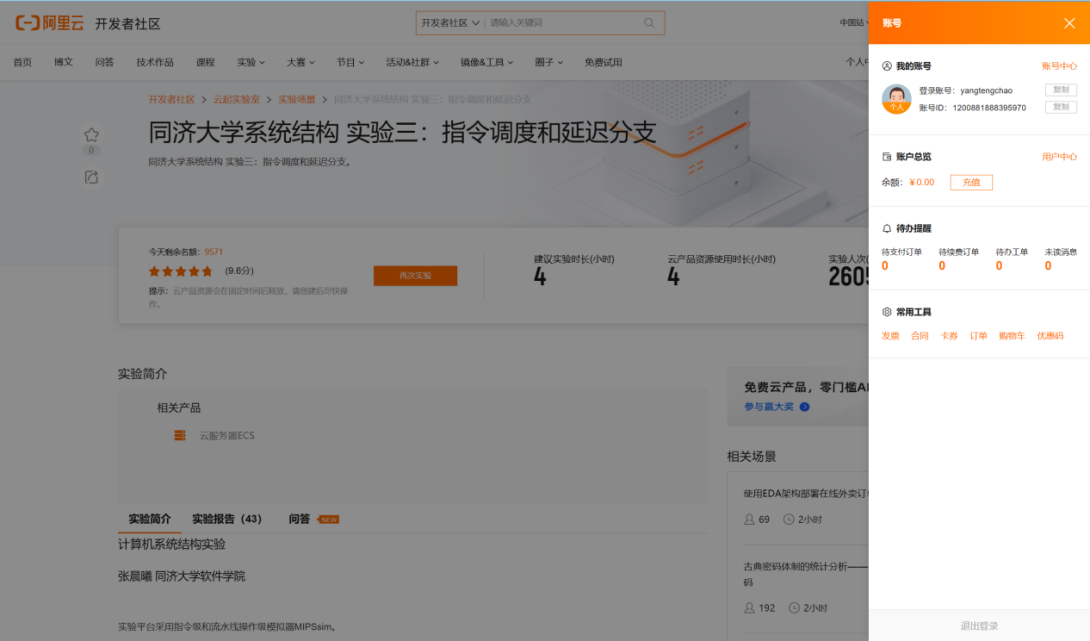 阿里云 开发者社区
开发者社区 请输入关键词
中国站
首页 博文 问答 技术作品 课程 实验 大赛 节目 活动&社群 镜像&工具 圈子 免费试用
开发者社区 > 云起实验室 > 实验场景 > 同济大学系统结构 实验三：指令调度和延迟分支
同济大学系统结构 实验三：指令调度和延迟分支
0
同济大学系统结构 实验三：指令调度和延迟分支。
今天剩余名额：9571
(9.6分)
提示：云产品资源会在固定时间后释放，请创建后尽快操
作。
再次实验
建议实验时长(小时)
4
云产品资源使用时长(小时)
4
实验人次(
2605
实验简介
相关产品
云服务器ECS
实验简介 实验报告（43） 问答 NEW
计算机系统结构实验
张晨曦 同济大学软件学院
实验平台采用指令级和流水线操作级模拟器MIPSsim。
免费云产品，零门槛AI
参与赢大奖
相关场景
使用EDA架构部署在线外卖订
69 2小时
古典密码体制的统计分析——
码
192 2小时
账号
我的账号 账号中心
登录账号：yangtengchao 复制
个人
账号ID：1200881888395970 复制
账户总览 用户中心
余额：￥0.00 充值
待办提醒
待支付订单 待续费订单 待办工单 未读消息
0 0 0 0
常用工具
发票 合同 卡券 订单 购物车 优惠码
退出登录